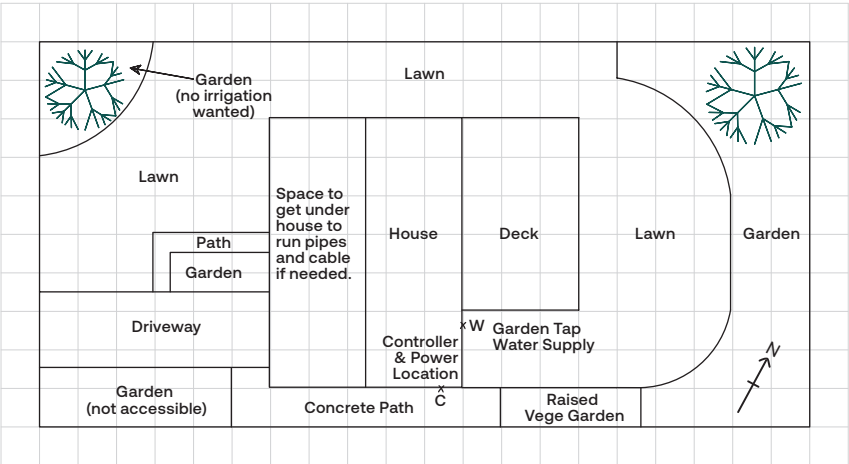 Garden
(no irrigation
wanted)
Lawn
Lawn
Space to
get under
house to
run pipes
and cable
if needed.
House
Deck
Lawn
Garden
Path
Garden
Driveway
W
Garden Tap
Water Supply
Controller
& Power
Location
C
Garden
(not accessible)
Concrete Path
Raised
Vege Garden
N